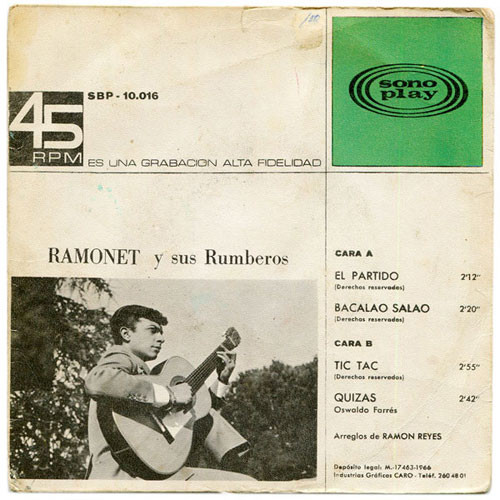 SBP - 10.016
45
RPM
ES UNA GRABACION ALTA FIDELIDAD
sono
play
RAMONET y sus Rumberos
CARA A
EL PARTIDO 2'12"
(Derechos reservados)
BACALAO SALAO 2'20"
(Derechos reservados)
CARA B
TIC TAC 2'55"
(Derechos reservados)
QUIZAS 2'42"
Oswaldo Farrés
Arreglos de RAMON REYES
Depósito legal: M.-17463-1966
Industrias Gráficas CARO - Teléf. 260 48 01